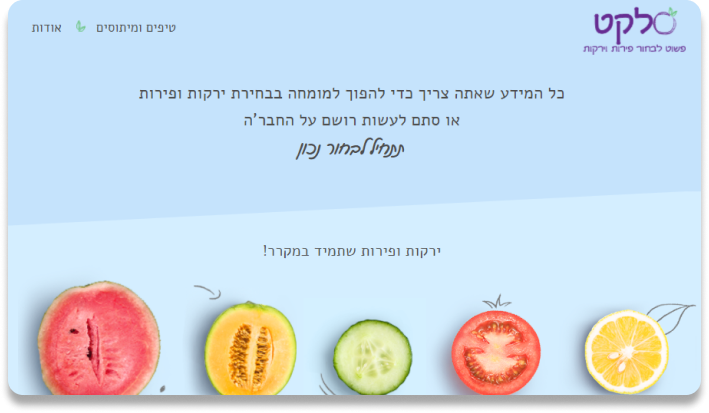 סלקט
פשוט לבחור פירות וירקות
טיפים ומיתוסים
אודות
כל המידע שאתה צריך כדי להפוך למומחה בבחירת ירקות ופירות
או סתם לעשות רושם על החבר'ה
תתחיל לבחור נכון
ירקות ופירות שתמיד במקרר!